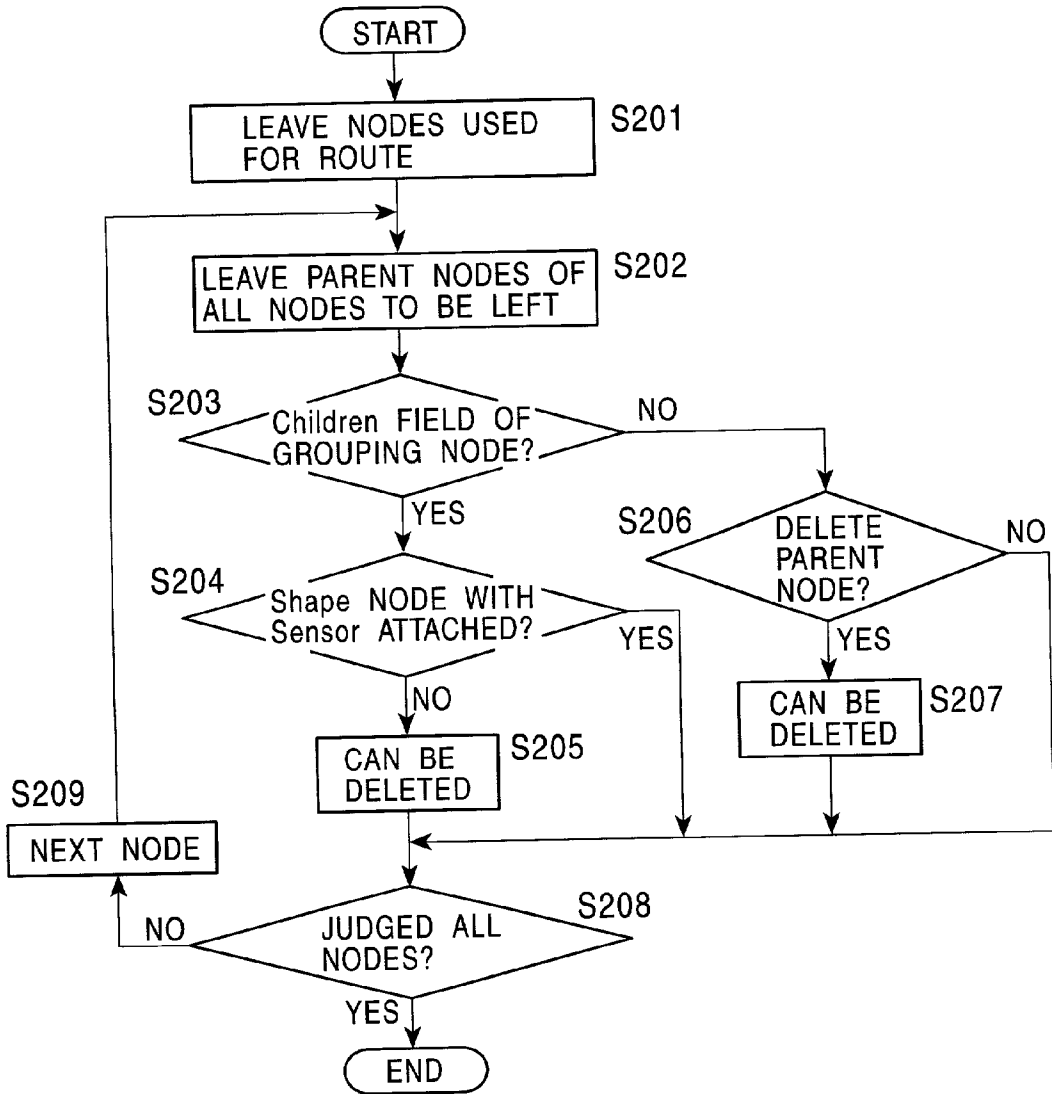 START
LEAVE NODES USED
FOR ROUTE
S201
LEAVE PARENT NODES OF
ALL NODES TO BE LEFT
S202
S203
Children FIELD OF
GROUPING NODE?
NO
YES
S204
Shape NODE WITH
Sensor ATTACHED?
YES
NO
S206
DELETE
PARENT
NODE?
NO
YES
CAN BE
DELETED
S205
CAN BE
DELETED
S207
S209
NEXT NODE
JUDGED ALL
NODES?
S208
NO
YES
END